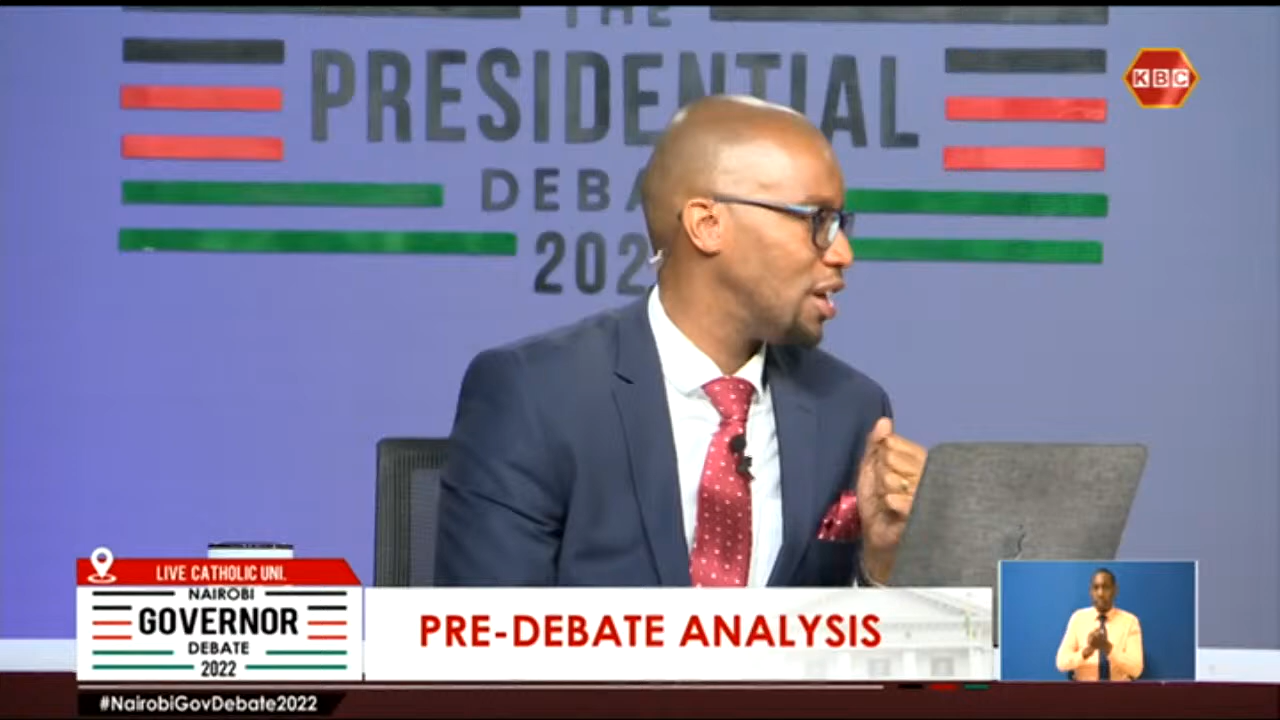 THE
PRESIDENTIAL
DEBA
202
KBC
LIVE CATHOLIC UNI.
NAIROBI
GOVERNOR
DEBATE
2022
PRE-DEBATE ANALYSIS
#NairobiGovDebate2022